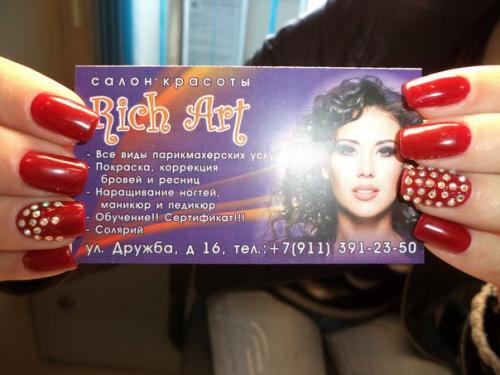 салон красоты
Rich Art
- Все виды парикмахерских услуг
- Покраска, коррекция
бровей и ресниц
- Наращивание ногтей,
маникюр и педикюр
- Обучение!! Сертификат!!!
- Солярий
ул. Дружба, д 16, тел.:+7(911) 391-23-50